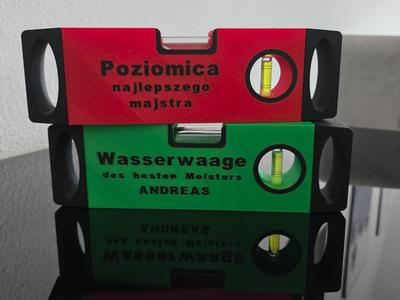 Poziomica
najlepszego
majstra
Wasserwaage
des besten Meisters
ANDREAS